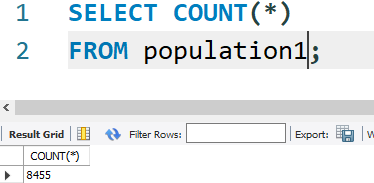 1 SELECT COUNT(*)
2 FROM population1;
Result Grid Filter Rows: Export:
COUNT(*)
8455